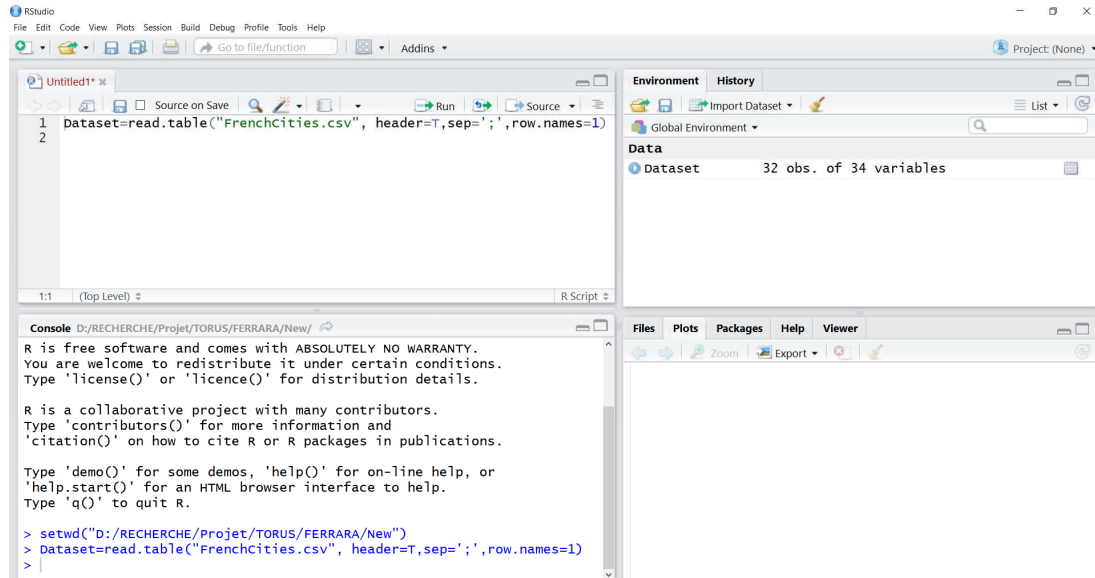 RStudio
File Edit Code View Plots Session Build Debug Profile Tools Help
Go to file/function
Addins
Project: (None)
Untitled1*
Source on Save
Run
Source
1 Dataset=read.table("FrenchCities.csv", header=T,sep=';',row.names=1)
2
1:1 (Top Level)
R Script
Environment History
Import Dataset
List
Global Environment
Data
Dataset 32 obs. of 34 variables
Console D:/RECHERCHE/Projet/TORUS/FERRARA/New/
R is free software and comes with ABSOLUTELY NO WARRANTY.
You are welcome to redistribute it under certain conditions.
Type 'license()' or 'licence()' for distribution details.
R is a collaborative project with many contributors.
Type 'contributors()' for more information and
'citation()' on how to cite R or R packages in publications.
Type 'demo()' for some demos, 'help()' for on-line help, or
'help.start()' for an HTML browser interface to help.
Type 'q()' to quit R.
> setwd("D:/RECHERCHE/Projet/TORUS/FERRARA/New")
> Dataset=read.table("FrenchCities.csv", header=T,sep=';',row.names=1)
>
Files Plots Packages Help Viewer
Zoom Export